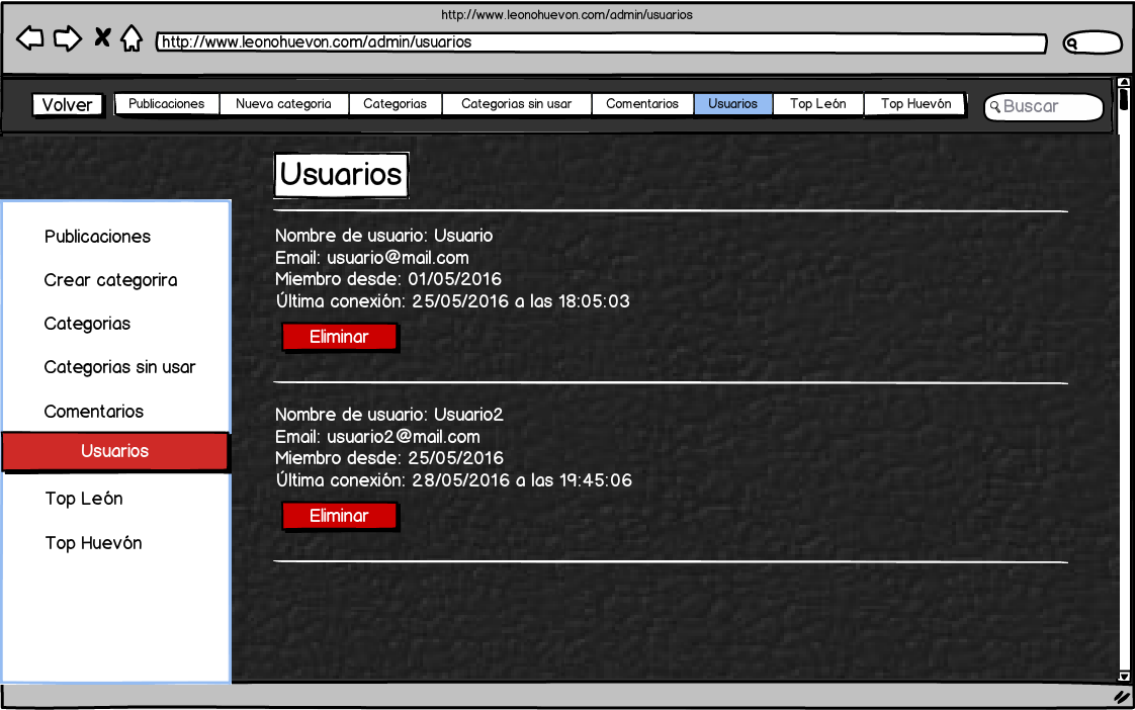 http://www.leonohuevon.com/admin/usuarios
http://www.leonohuevon.com/admin/usuarios
Volver Publicaciones Nueva categoria Categorias Categorias sin usar Comentarios Usuarios Top León Top Huevón Buscar
Usuarios
Publicaciones
Crear categorira
Categorias
Categorias sin usar
Comentarios
Usuarios
Top León
Top Huevón
Nombre de usuario: Usuario
Email: usuario@mail.com
Miembro desde: 01/05/2016
Última conexión: 25/05/2016 a las 18:05:03
Eliminar
Nombre de usuario: Usuario2
Email: usuario2@mail.com
Miembro desde: 25/05/2016
Última conexión: 28/05/2016 a las 19:45:06
Eliminar